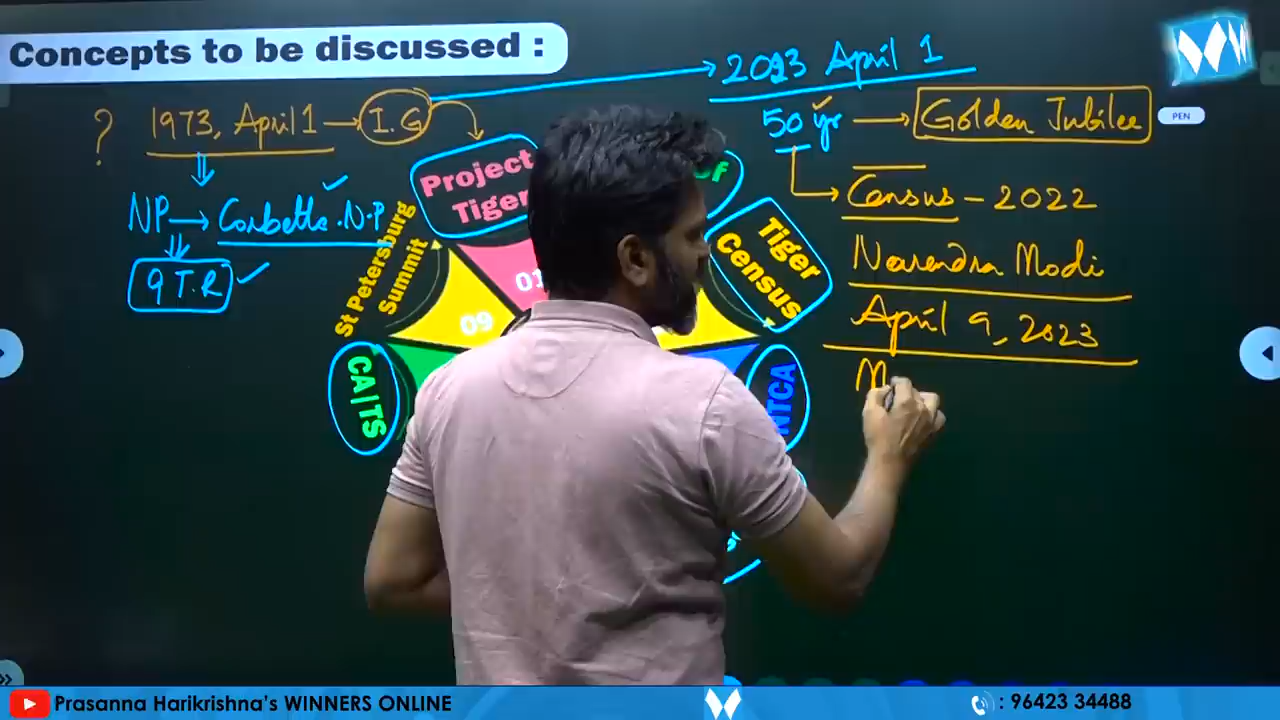 Concepts to be discussed :
2023 April 1
? 1973, April 1 → I.G
50 yr → Golden Jubilee
PEN
Project
Tiger
of
Census - 2022
NP → Corbette. N.P
9 T.R
St Petersburg
Summit
Tiger
Census
Narendra Modi
April 9, 2023
M
01
09
CA|TS
NTCA
Prasanna Harikrishna's WINNERS ONLINE
: 96423 34488